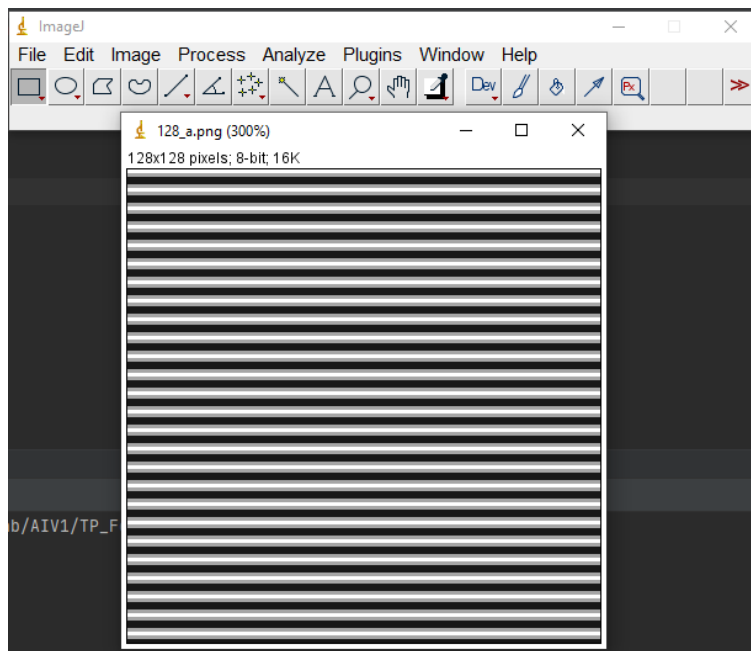 ImageJ
File Edit Image Process Analyze Plugins Window Help
A Dev Px >>
128_a.png (300%)
128x128 pixels; 8-bit; 16K
b/AIV1/TP_F